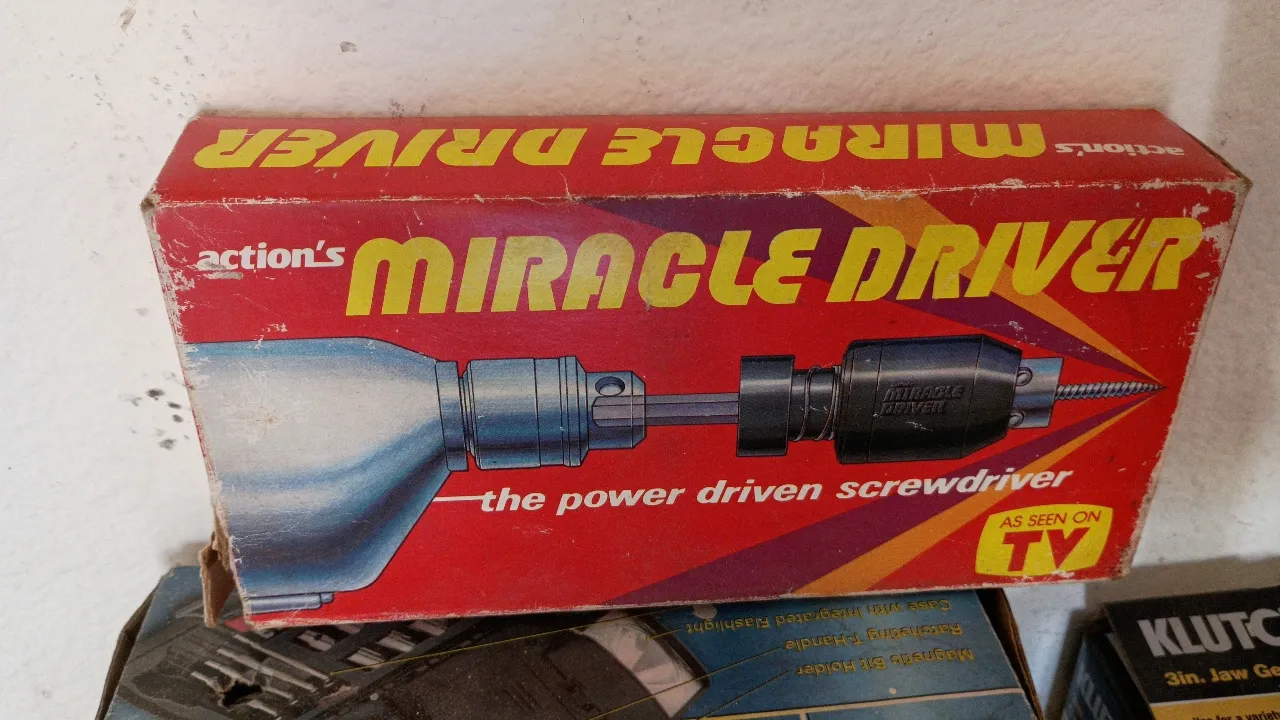 action's MIRACLE DRIVER
action's MIRACLE DRIVER
MIRACLE
DRIVER
the power driven screwdriver
AS SEEN ON
TV
Magnetic Bit Holder
Ratcheting T-Handle
Case with Integrated Flashlight
KLUTC
3in. Jaw Ge